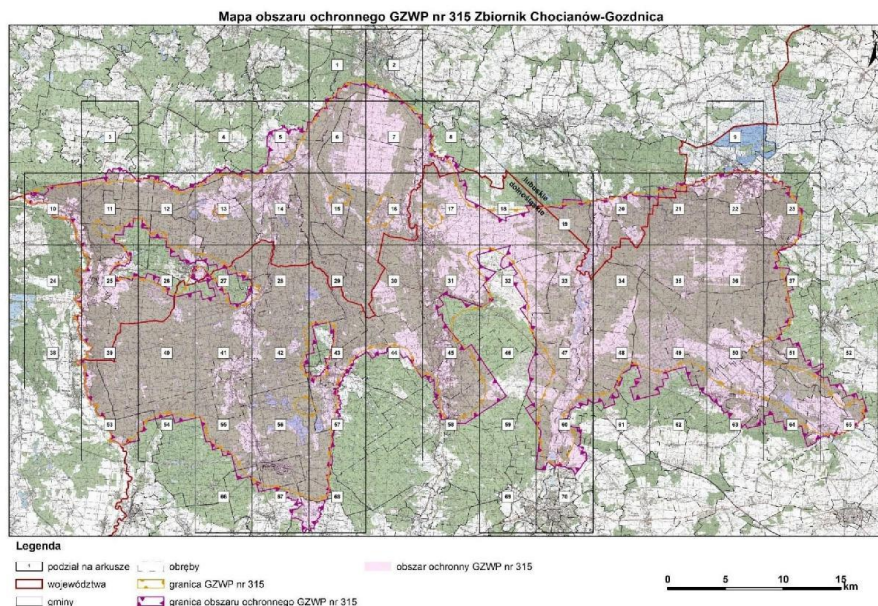 Mapa obszaru ochronnego GZWP nr 315 Zbiornik Chocianów-Gozdnica
N
1 2
3 4 5 6 7 8 9
10 11 12 13 14 15 16 17 18 19 20 21 22 23
lubuskie
dolnośląskie
24 25 26 27 28 29 30 31 32 33 34 35 36 37
38 39 40 41 42 43 44 45 46 47 48 49 50 51 52
53 54 55 56 57 58 59 60 61 62 63 64 65
66 67 68 69 70
Legenda
1 podział na arkusze
województwa
gminy
obręby
granica GZWP nr 315
granica obszaru ochronnego GZWP nr 315
obszar ochronny GZWP nr 315
0 5 10 15
km